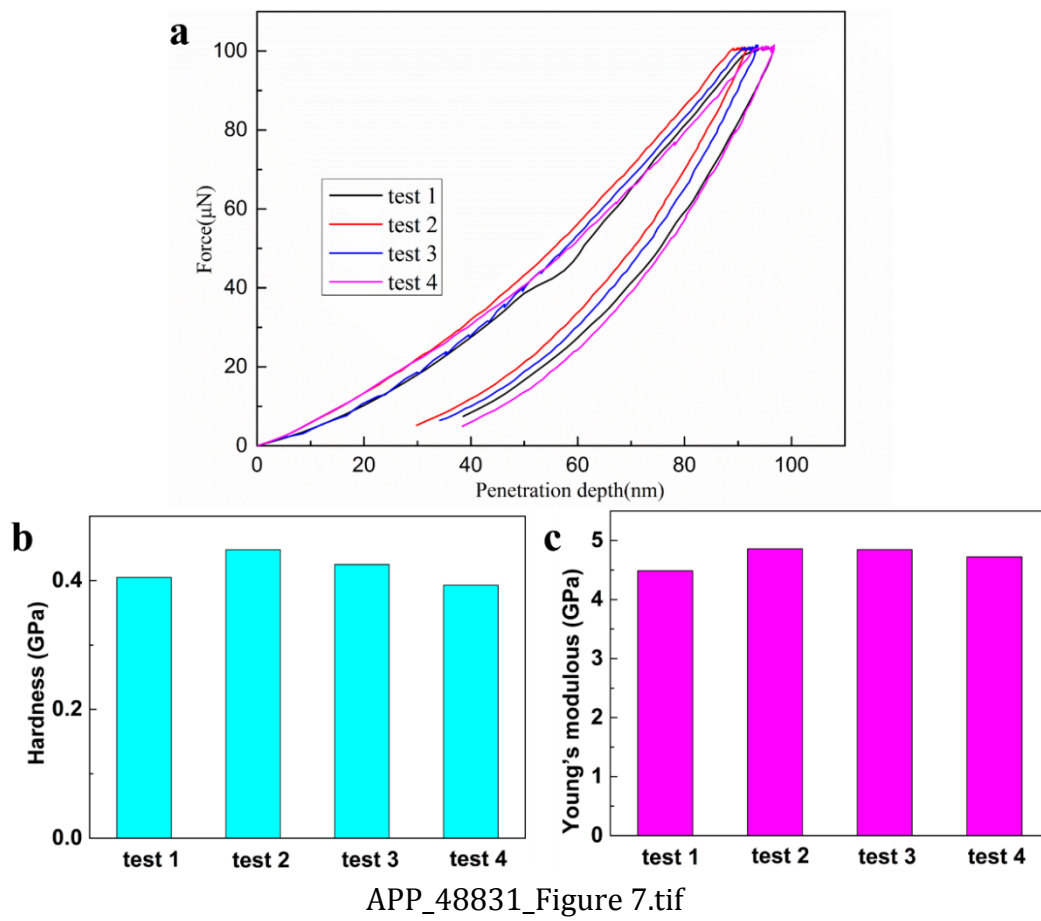 a
Force(μN)
100
80
60
40
20
0
test 1
test 2
test 3
test 4
0 20 40 60 80 100
Penetration depth(nm)
b
Hardness (GPa)
0.4
0.2
0.0
test 1 test 2 test 3 test 4
c
Young's modulous (GPa)
5
4
3
2
1
0
test 1 test 2 test 3 test 4
APP_48831_Figure 7.tif